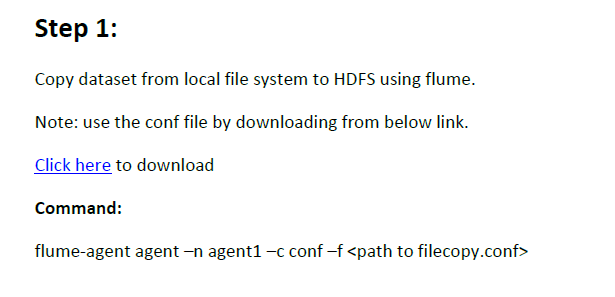 Step 1:
Copy dataset from local file system to HDFS using flume.
Note: use the conf file by downloading from below link.
Click here to download
Command:
flume-agent agent –n agent1 –c conf –f <path to filecopy.conf>